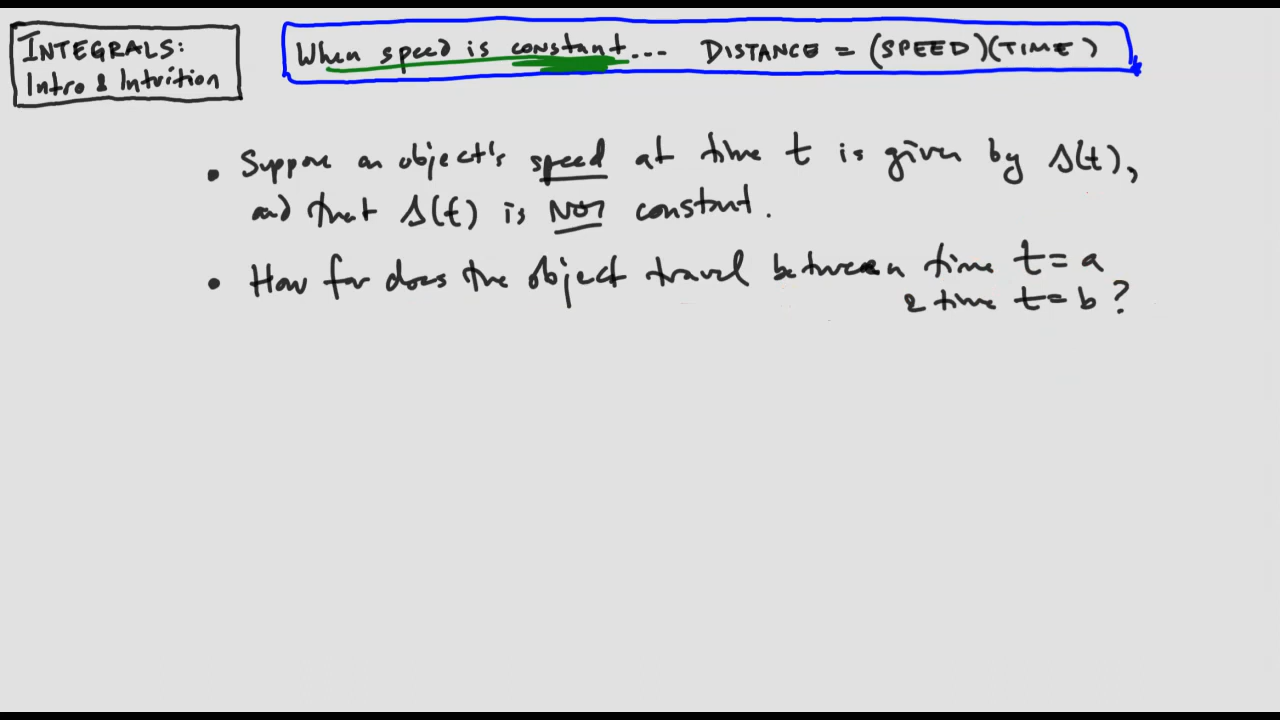 INTEGRALS:
Intro & Intuition
When speed is constant... DISTANCE = (SPEED)(TIME)
• Suppose an object's speed at time t is given by s(t),
and that s(t) is NOT constant.
• How far does the object travel between time t = a
& time t = b?